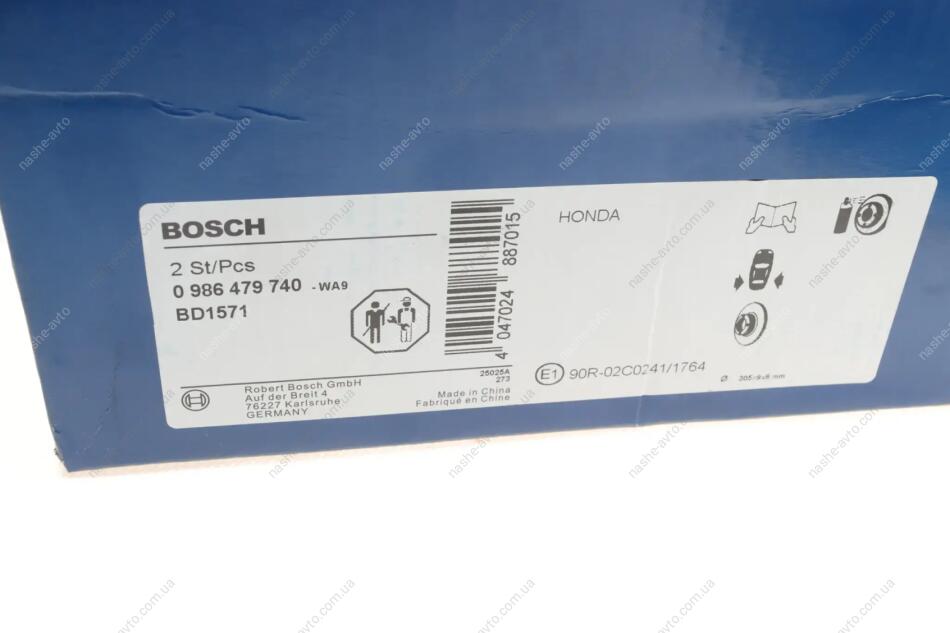 BOSCH
2 St/Pcs
0 986 479 740 - WA9
BD1571
Robert Bosch GmbH
Auf der Breit 4
76227 Karlsruhe
GERMANY
4 047024 887015
25025A
273
Made in China
Fabriqué en Chine
HONDA
E1 90R-02C0241/1764
nashe-avto.com.ua